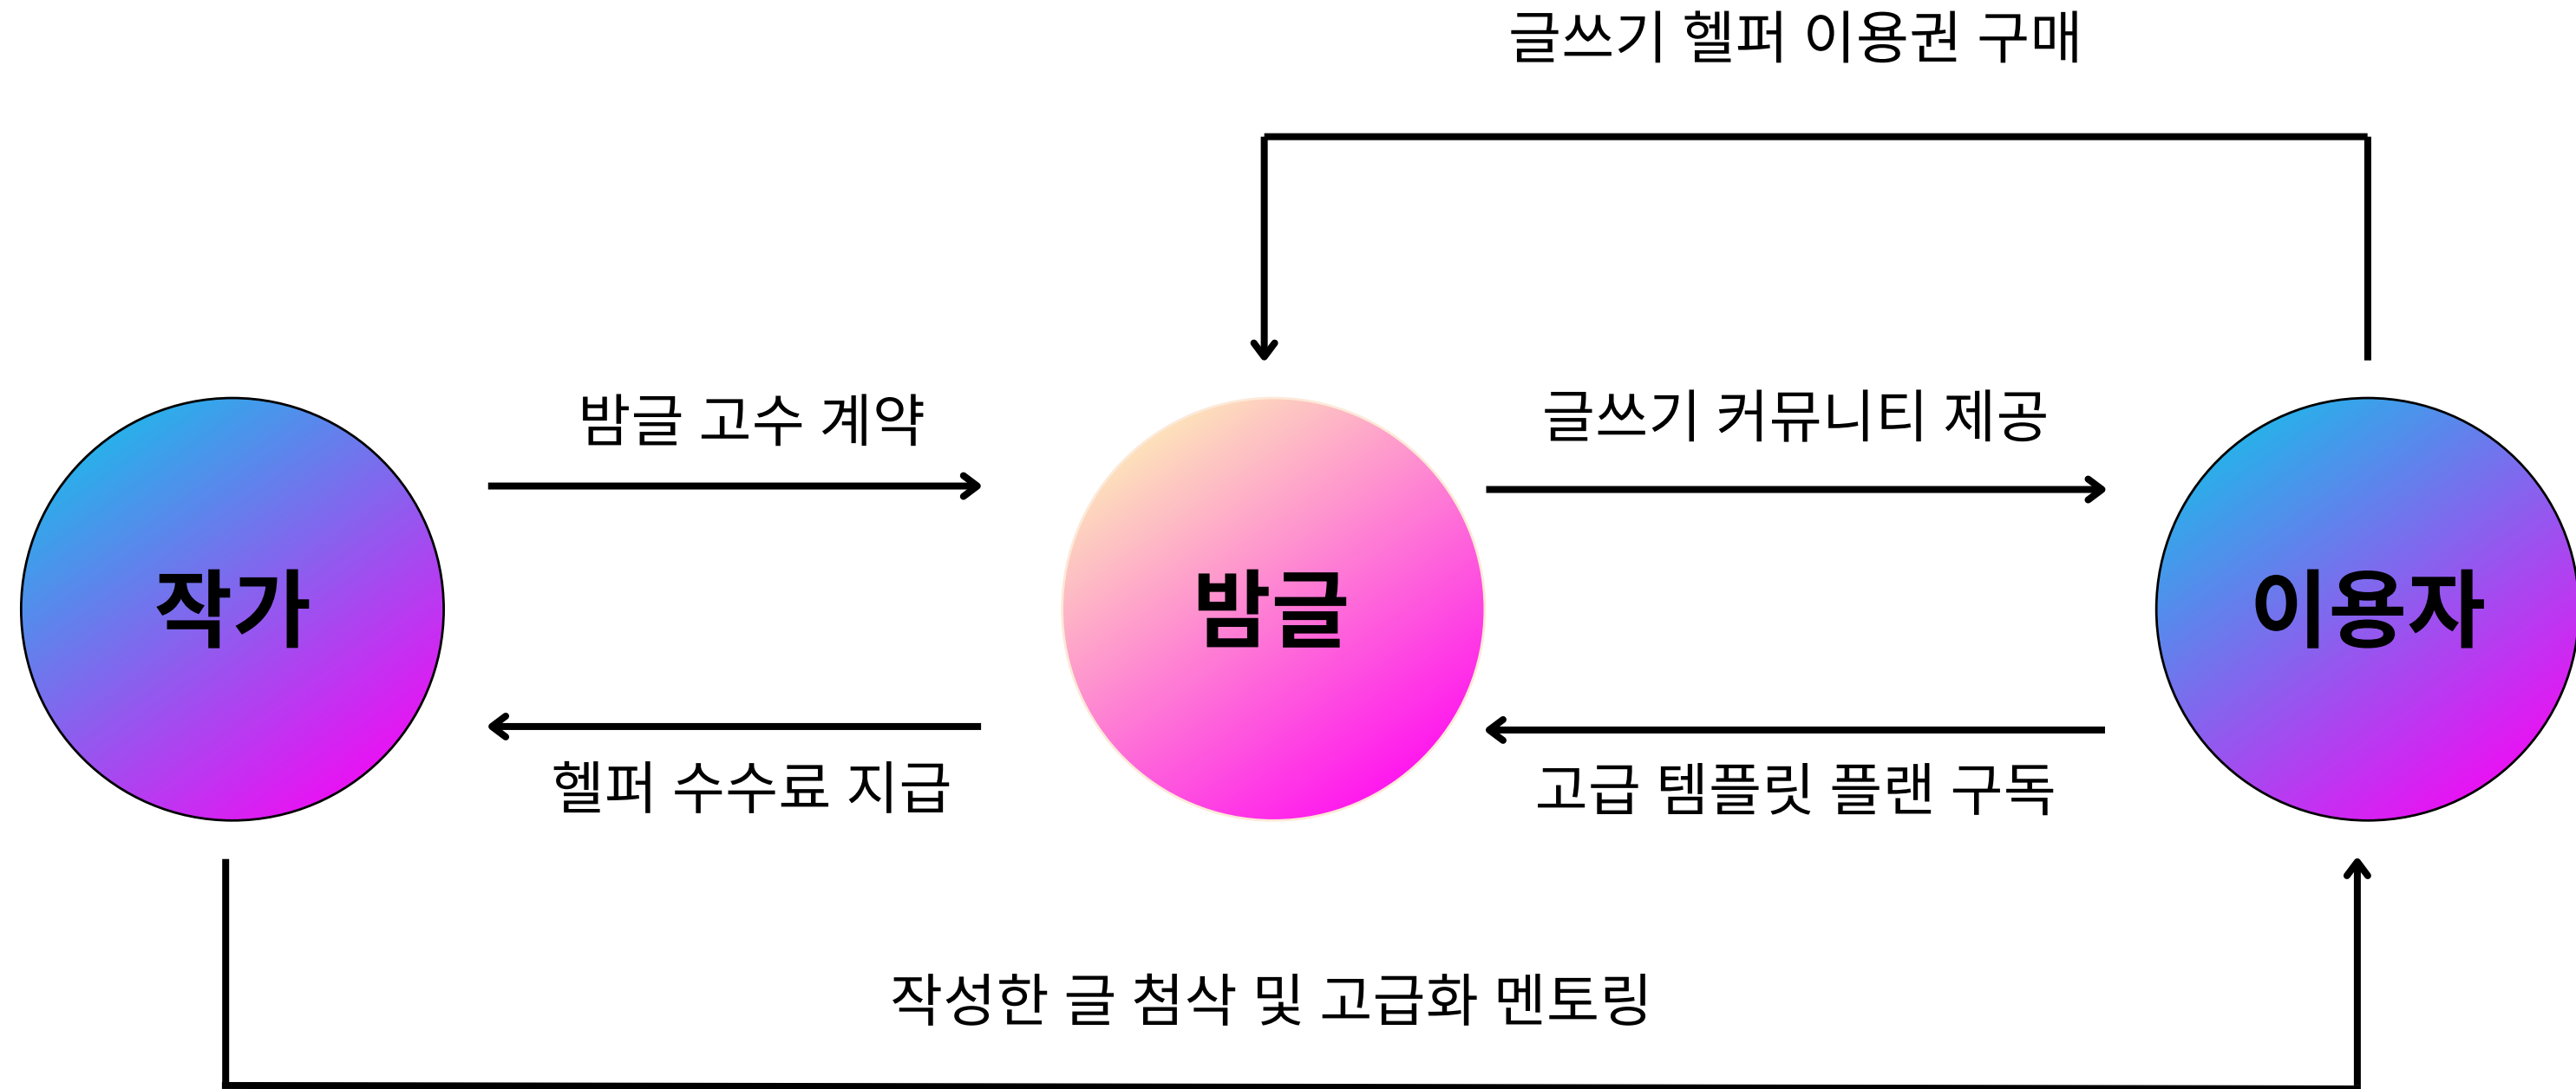 글쓰기 헬퍼 이용권 구매
밤글 고수 계약
글쓰기 커뮤니티 제공
작가
밤글
이용자
헬퍼 수수료 지급
고급 템플릿 플랜 구독
작성한 글 첨삭 및 고급화 멘토링